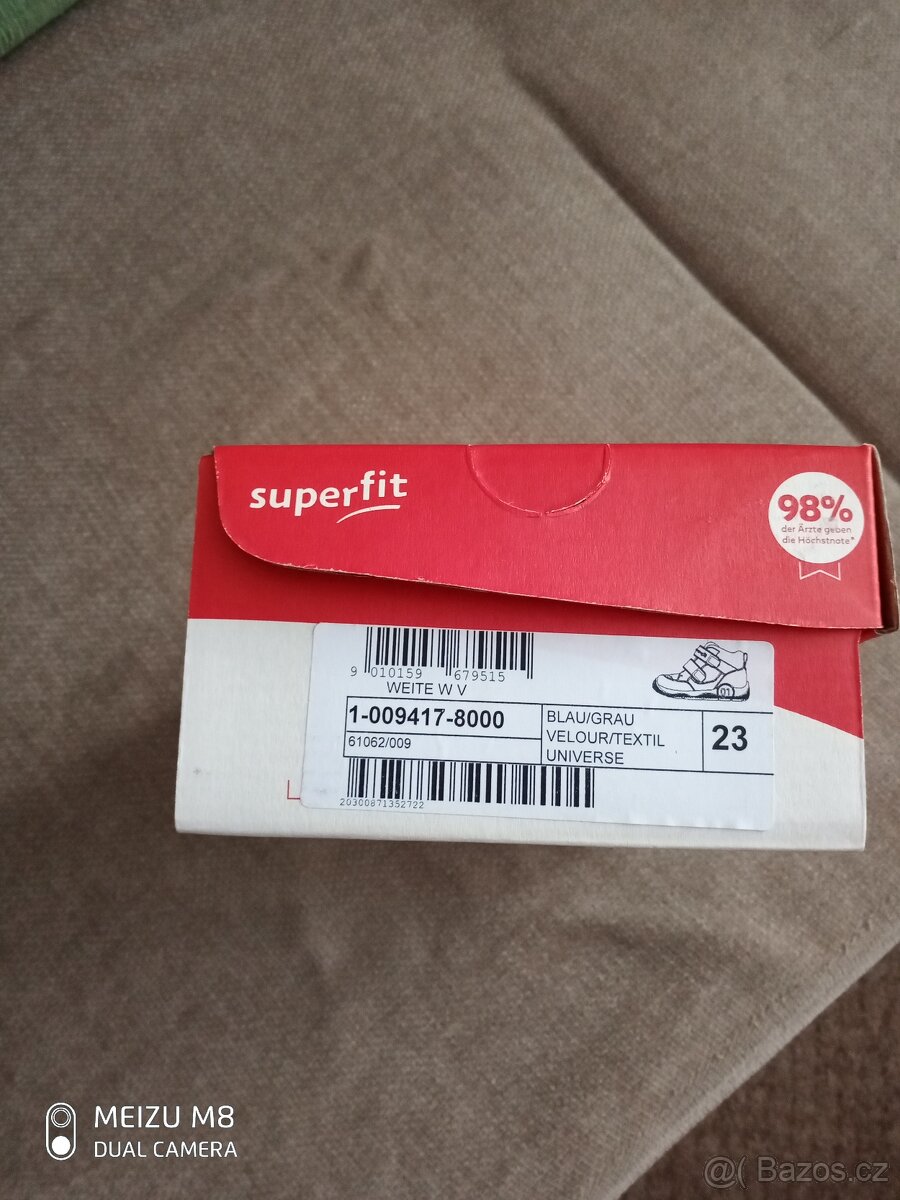 superfit
98%
der Ärzte geben
die Höchstnote*
9 010159 679515
WEITE W V
1-009417-8000
61062/009
BLAU/GRAU
VELOUR/TEXTIL
UNIVERSE
23
01
20300871352722
MEIZU M8
DUAL CAMERA
@( Bazos.cz